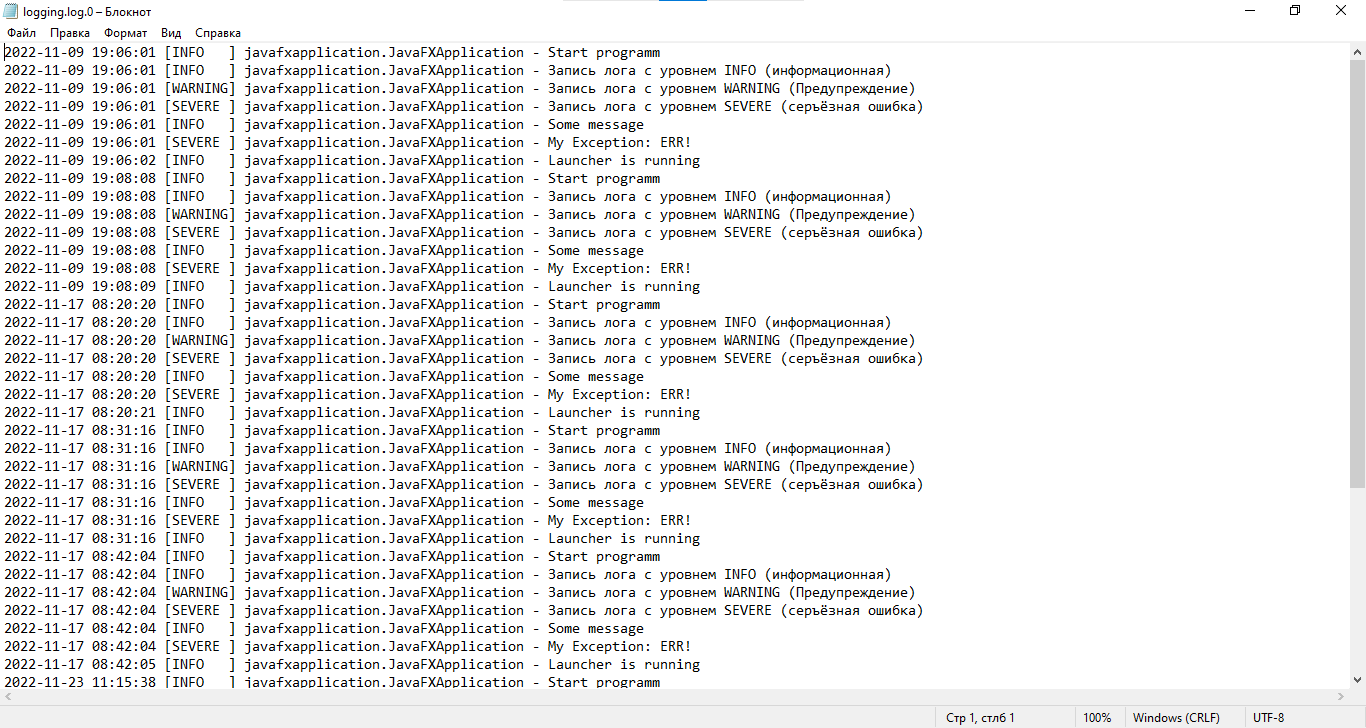 logging.log.0 – Блокнот
Файл Правка Формат Вид Справка
2022-11-09 19:06:01 [INFO   ] javafxapplication.JavaFXApplication - Start programm
2022-11-09 19:06:01 [INFO   ] javafxapplication.JavaFXApplication - Запись лога с уровнем INFO (информационная)
2022-11-09 19:06:01 [WARNING] javafxapplication.JavaFXApplication - Запись лога с уровнем WARNING (Предупреждение)
2022-11-09 19:06:01 [SEVERE ] javafxapplication.JavaFXApplication - Запись лога с уровнем SEVERE (серъёзная ошибка)
2022-11-09 19:06:01 [INFO   ] javafxapplication.JavaFXApplication - Some message
2022-11-09 19:06:01 [SEVERE ] javafxapplication.JavaFXApplication - My Exception: ERR!
2022-11-09 19:06:02 [INFO   ] javafxapplication.JavaFXApplication - Launcher is running
2022-11-09 19:08:08 [INFO   ] javafxapplication.JavaFXApplication - Start programm
2022-11-09 19:08:08 [INFO   ] javafxapplication.JavaFXApplication - Запись лога с уровнем INFO (информационная)
2022-11-09 19:08:08 [WARNING] javafxapplication.JavaFXApplication - Запись лога с уровнем WARNING (Предупреждение)
2022-11-09 19:08:08 [SEVERE ] javafxapplication.JavaFXApplication - Запись лога с уровнем SEVERE (серъёзная ошибка)
2022-11-09 19:08:08 [INFO   ] javafxapplication.JavaFXApplication - Some message
2022-11-09 19:08:08 [SEVERE ] javafxapplication.JavaFXApplication - My Exception: ERR!
2022-11-09 19:08:09 [INFO   ] javafxapplication.JavaFXApplication - Launcher is running
2022-11-17 08:20:20 [INFO   ] javafxapplication.JavaFXApplication - Start programm
2022-11-17 08:20:20 [INFO   ] javafxapplication.JavaFXApplication - Запись лога с уровнем INFO (информационная)
2022-11-17 08:20:20 [WARNING] javafxapplication.JavaFXApplication - Запись лога с уровнем WARNING (Предупреждение)
2022-11-17 08:20:20 [SEVERE ] javafxapplication.JavaFXApplication - Запись лога с уровнем SEVERE (серъёзная ошибка)
2022-11-17 08:20:20 [INFO   ] javafxapplication.JavaFXApplication - Some message
2022-11-17 08:20:20 [SEVERE ] javafxapplication.JavaFXApplication - My Exception: ERR!
2022-11-17 08:20:21 [INFO   ] javafxapplication.JavaFXApplication - Launcher is running
2022-11-17 08:31:16 [INFO   ] javafxapplication.JavaFXApplication - Start programm
2022-11-17 08:31:16 [INFO   ] javafxapplication.JavaFXApplication - Запись лога с уровнем INFO (информационная)
2022-11-17 08:31:16 [WARNING] javafxapplication.JavaFXApplication - Запись лога с уровнем WARNING (Предупреждение)
2022-11-17 08:31:16 [SEVERE ] javafxapplication.JavaFXApplication - Запись лога с уровнем SEVERE (серъёзная ошибка)
2022-11-17 08:31:16 [INFO   ] javafxapplication.JavaFXApplication - Some message
2022-11-17 08:31:16 [SEVERE ] javafxapplication.JavaFXApplication - My Exception: ERR!
2022-11-17 08:31:16 [INFO   ] javafxapplication.JavaFXApplication - Launcher is running
2022-11-17 08:42:04 [INFO   ] javafxapplication.JavaFXApplication - Start programm
2022-11-17 08:42:04 [INFO   ] javafxapplication.JavaFXApplication - Запись лога с уровнем INFO (информационная)
2022-11-17 08:42:04 [WARNING] javafxapplication.JavaFXApplication - Запись лога с уровнем WARNING (Предупреждение)
2022-11-17 08:42:04 [SEVERE ] javafxapplication.JavaFXApplication - Запись лога с уровнем SEVERE (серъёзная ошибка)
2022-11-17 08:42:04 [INFO   ] javafxapplication.JavaFXApplication - Some message
2022-11-17 08:42:04 [SEVERE ] javafxapplication.JavaFXApplication - My Exception: ERR!
2022-11-17 08:42:05 [INFO   ] javafxapplication.JavaFXApplication - Launcher is running
2022-11-23 11:15:38 [INFO   ] javafxapplication.JavaFXApplication - Start programm
Стр 1, стлб 1 100% Windows (CRLF) UTF-8